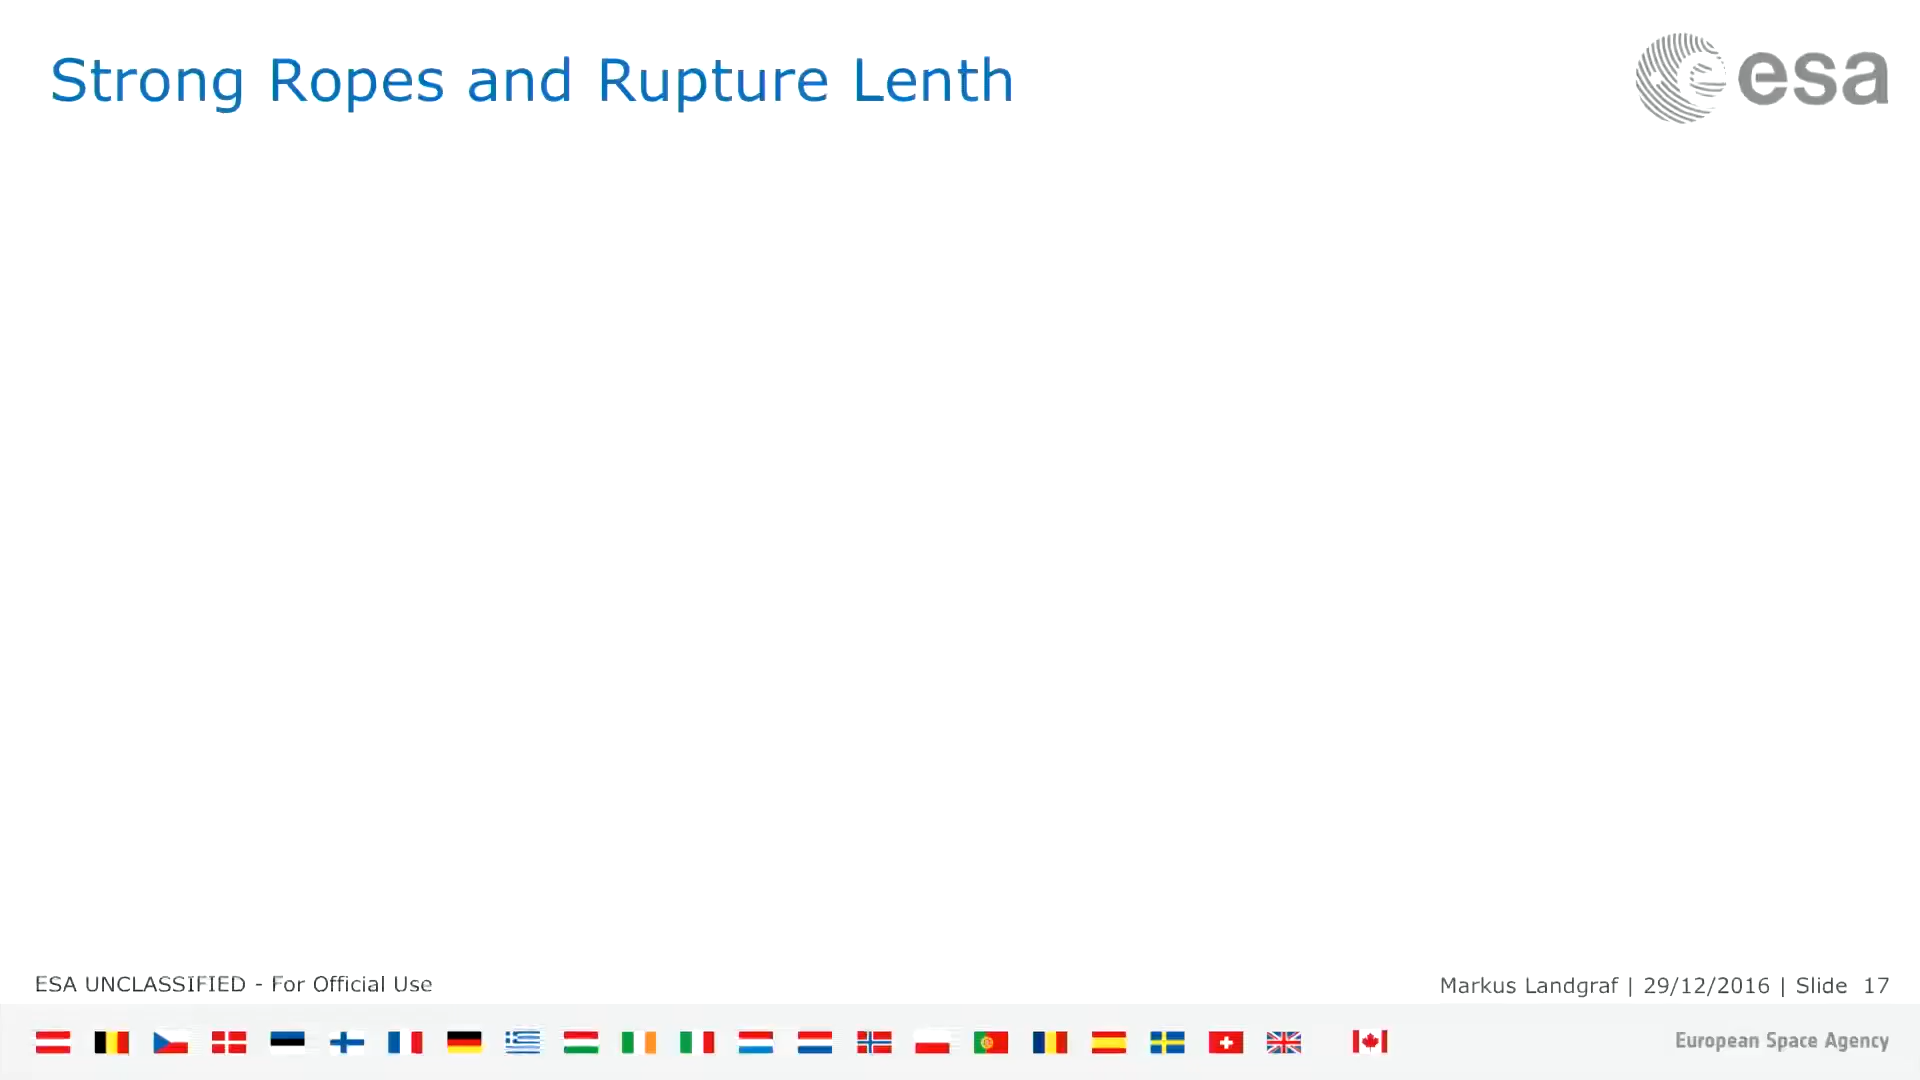 Strong Ropes and Rupture Lenth
esa
ESA UNCLASSIFIED - For Official Use
Markus Landgraf | 29/12/2016 | Slide 17
European Space Agency